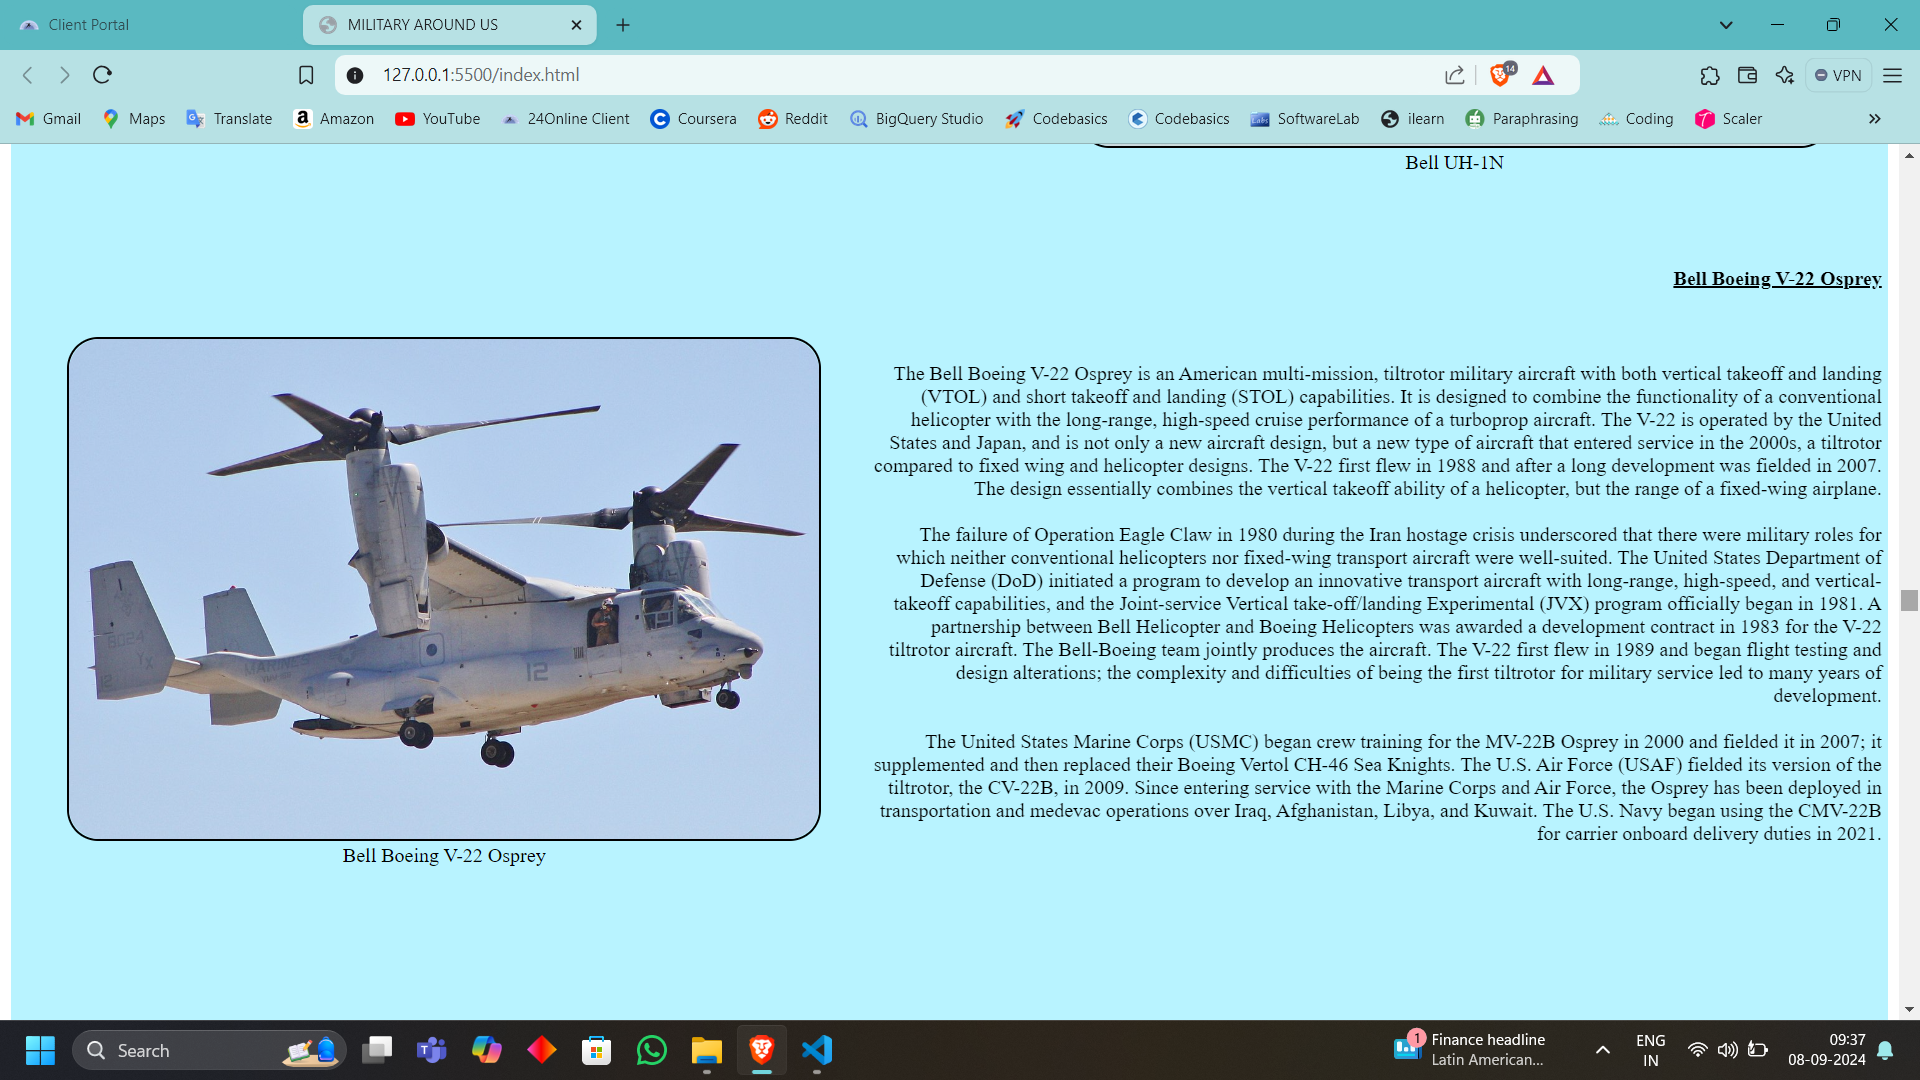 Client Portal
MILITARY AROUND US
127.0.0.1:5500/index.html
14
VPN
Gmail
Maps
Translate
Amazon
YouTube
24Online Client
Coursera
Reddit
BigQuery Studio
Codebasics
Codebasics
SoftwareLab
ilearn
Paraphrasing
Coding
Scaler
Bell UH-1N
Bell Boeing V-22 Osprey
The Bell Boeing V-22 Osprey is an American multi-mission, tiltrotor military aircraft with both vertical takeoff and landing
(VTOL) and short takeoff and landing (STOL) capabilities. It is designed to combine the functionality of a conventional
helicopter with the long-range, high-speed cruise performance of a turboprop aircraft. The V-22 is operated by the United
States and Japan, and is not only a new aircraft design, but a new type of aircraft that entered service in the 2000s, a tiltrotor
compared to fixed wing and helicopter designs. The V-22 first flew in 1988 and after a long development was fielded in 2007.
The design essentially combines the vertical takeoff ability of a helicopter, but the range of a fixed-wing airplane.
The failure of Operation Eagle Claw in 1980 during the Iran hostage crisis underscored that there were military roles for
which neither conventional helicopters nor fixed-wing transport aircraft were well-suited. The United States Department of
Defense (DoD) initiated a program to develop an innovative transport aircraft with long-range, high-speed, and vertical-
takeoff capabilities, and the Joint-service Vertical take-off/landing Experimental (JVX) program officially began in 1981. A
partnership between Bell Helicopter and Boeing Helicopters was awarded a development contract in 1983 for the V-22
tiltrotor aircraft. The Bell-Boeing team jointly produces the aircraft. The V-22 first flew in 1989 and began flight testing and
design alterations; the complexity and difficulties of being the first tiltrotor for military service led to many years of
development.
The United States Marine Corps (USMC) began crew training for the MV-22B Osprey in 2000 and fielded it in 2007; it
supplemented and then replaced their Boeing Vertol CH-46 Sea Knights. The U.S. Air Force (USAF) fielded its version of the
tiltrotor, the CV-22B, in 2009. Since entering service with the Marine Corps and Air Force, the Osprey has been deployed in
transportation and medevac operations over Iraq, Afghanistan, Libya, and Kuwait. The U.S. Navy began using the CMV-22B
for carrier onboard delivery duties in 2021.
MARINES
12
Bell Boeing V-22 Osprey
Search
1
Finance headline
Latin American...
ENG
IN
09:37
08-09-2024